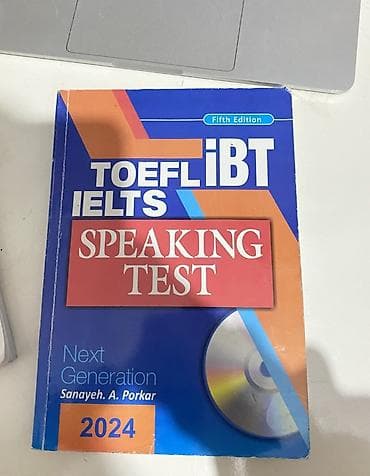 Fifth Edition
TOEFL iBT
IELTS
SPEAKING
TEST
Next
Generation
Sanayeh. A. Porkar
2024